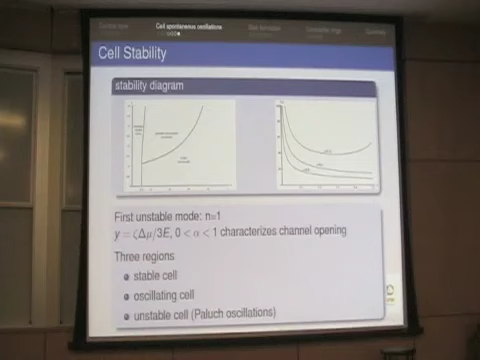 Cell spontaneous oscillations
Summary
Cell Stability
stability diagram
First unstable mode: n=1
y = ζΔμ/3E, 0 < α < 1 characterizes channel opening
Three regions
stable cell
oscillating cell
unstable cell (Paluch oscillations)